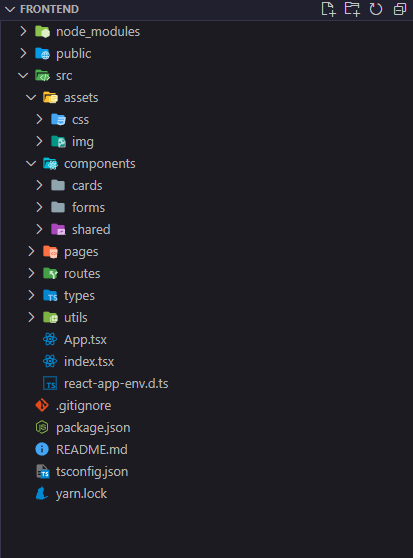 FRONTEND
node_modules
public
src
assets
css
img
components
cards
forms
shared
pages
routes
types
utils
App.tsx
index.tsx
react-app-env.d.ts
.gitignore
package.json
README.md
tsconfig.json
yarn.lock